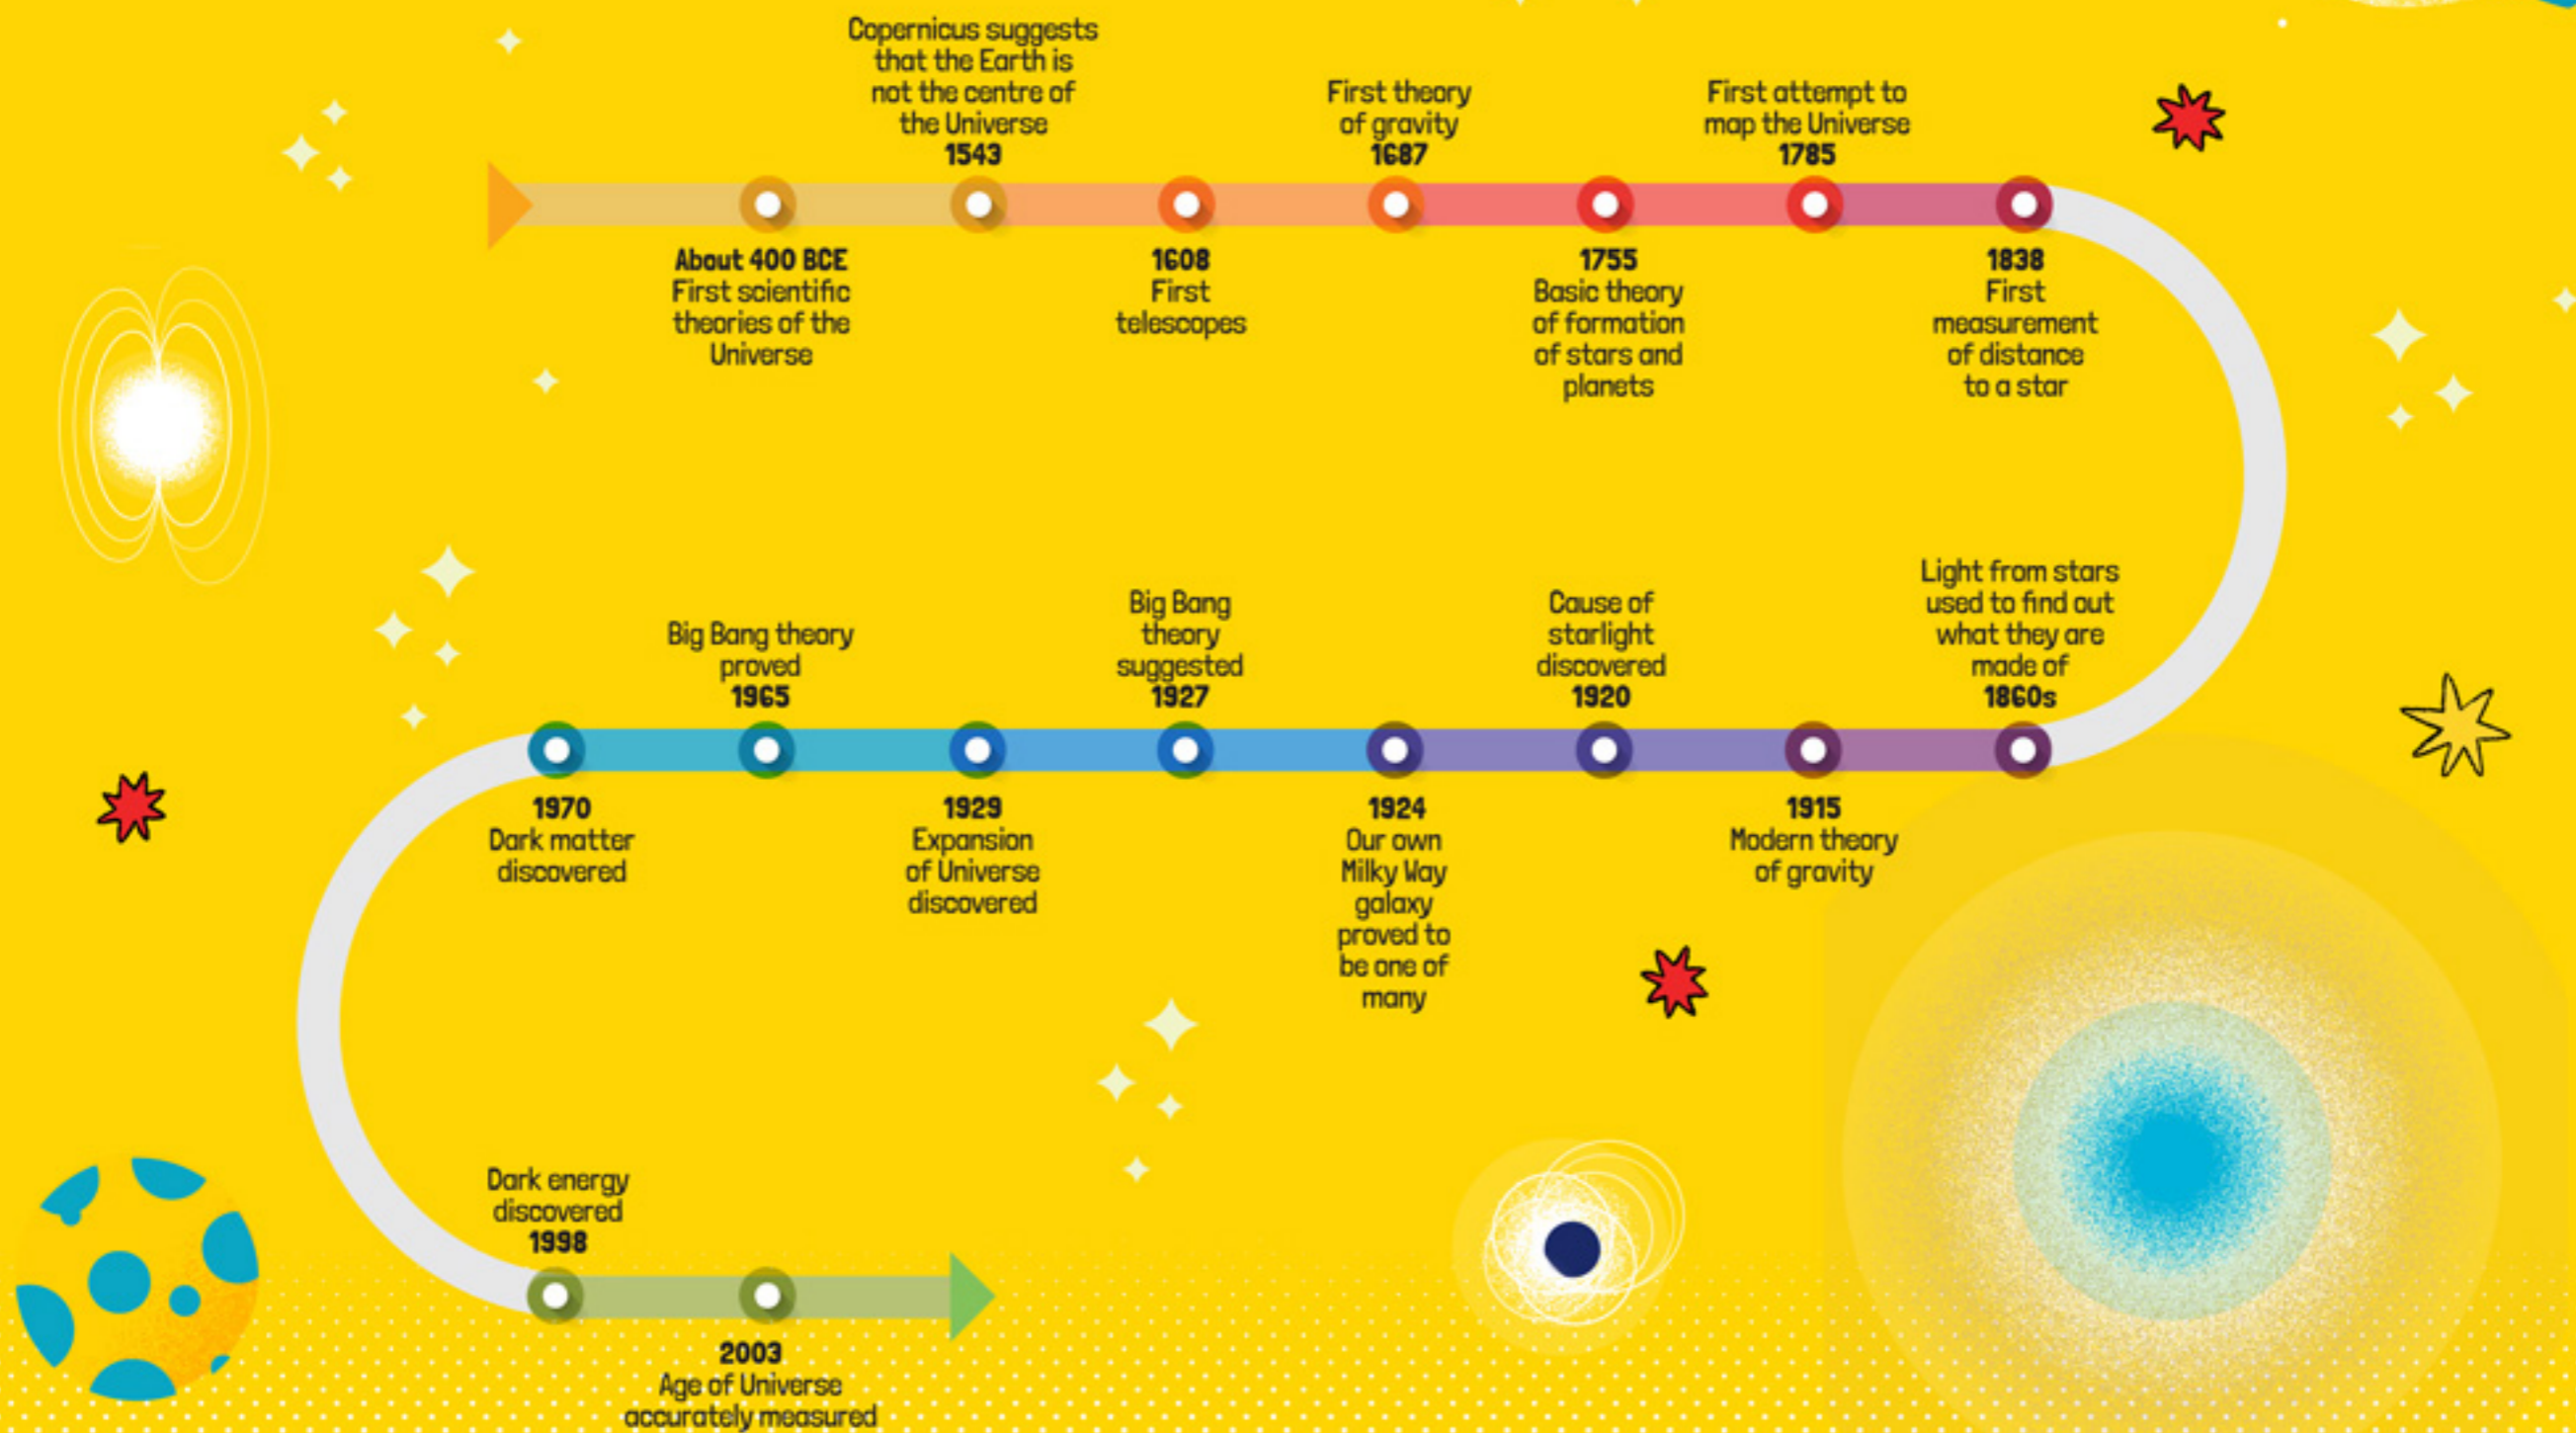 Copernicus suggests
that the Earth is
not the centre of
the Universe
1543
First theory
of gravity
1687
First attempt to
map the Universe
1785
About 400 BCE
First scientific
theories of the
Universe
1608
First
telescopes
1755
Basic theory
of formation
of stars and
planets
1838
First
measurement
of distance
to a star
Light from stars
used to find out
what they are
made of
1860s
1915
Modern theory
of gravity
Cause of
starlight
discovered
1920
1924
Our own
Milky Way
galaxy
proved to
be one of
many
Big Bang
theory
suggested
1927
1929
Expansion
of Universe
discovered
Big Bang theory
proved
1965
1970
Dark matter
discovered
Dark energy
discovered
1998
2003
Age of Universe
accurately measured